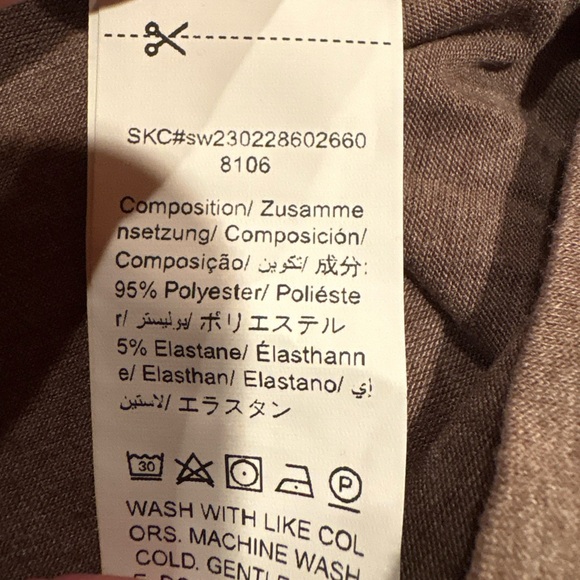 SKC#sw230228602660
8106
Composition/ Zusamme
nsetzung/ Composición/
Composição/ تكوين/ 成分:
95% Polyester/ Poliéste
r/ بوليستر/ ポリエステル
5% Elastane/ Élasthann
e/ Elasthan/ Elastano/ إي
لاستين/ エラスタン
30 P
WASH WITH LIKE COL
ORS. MACHINE WASH
COLD. GENTL